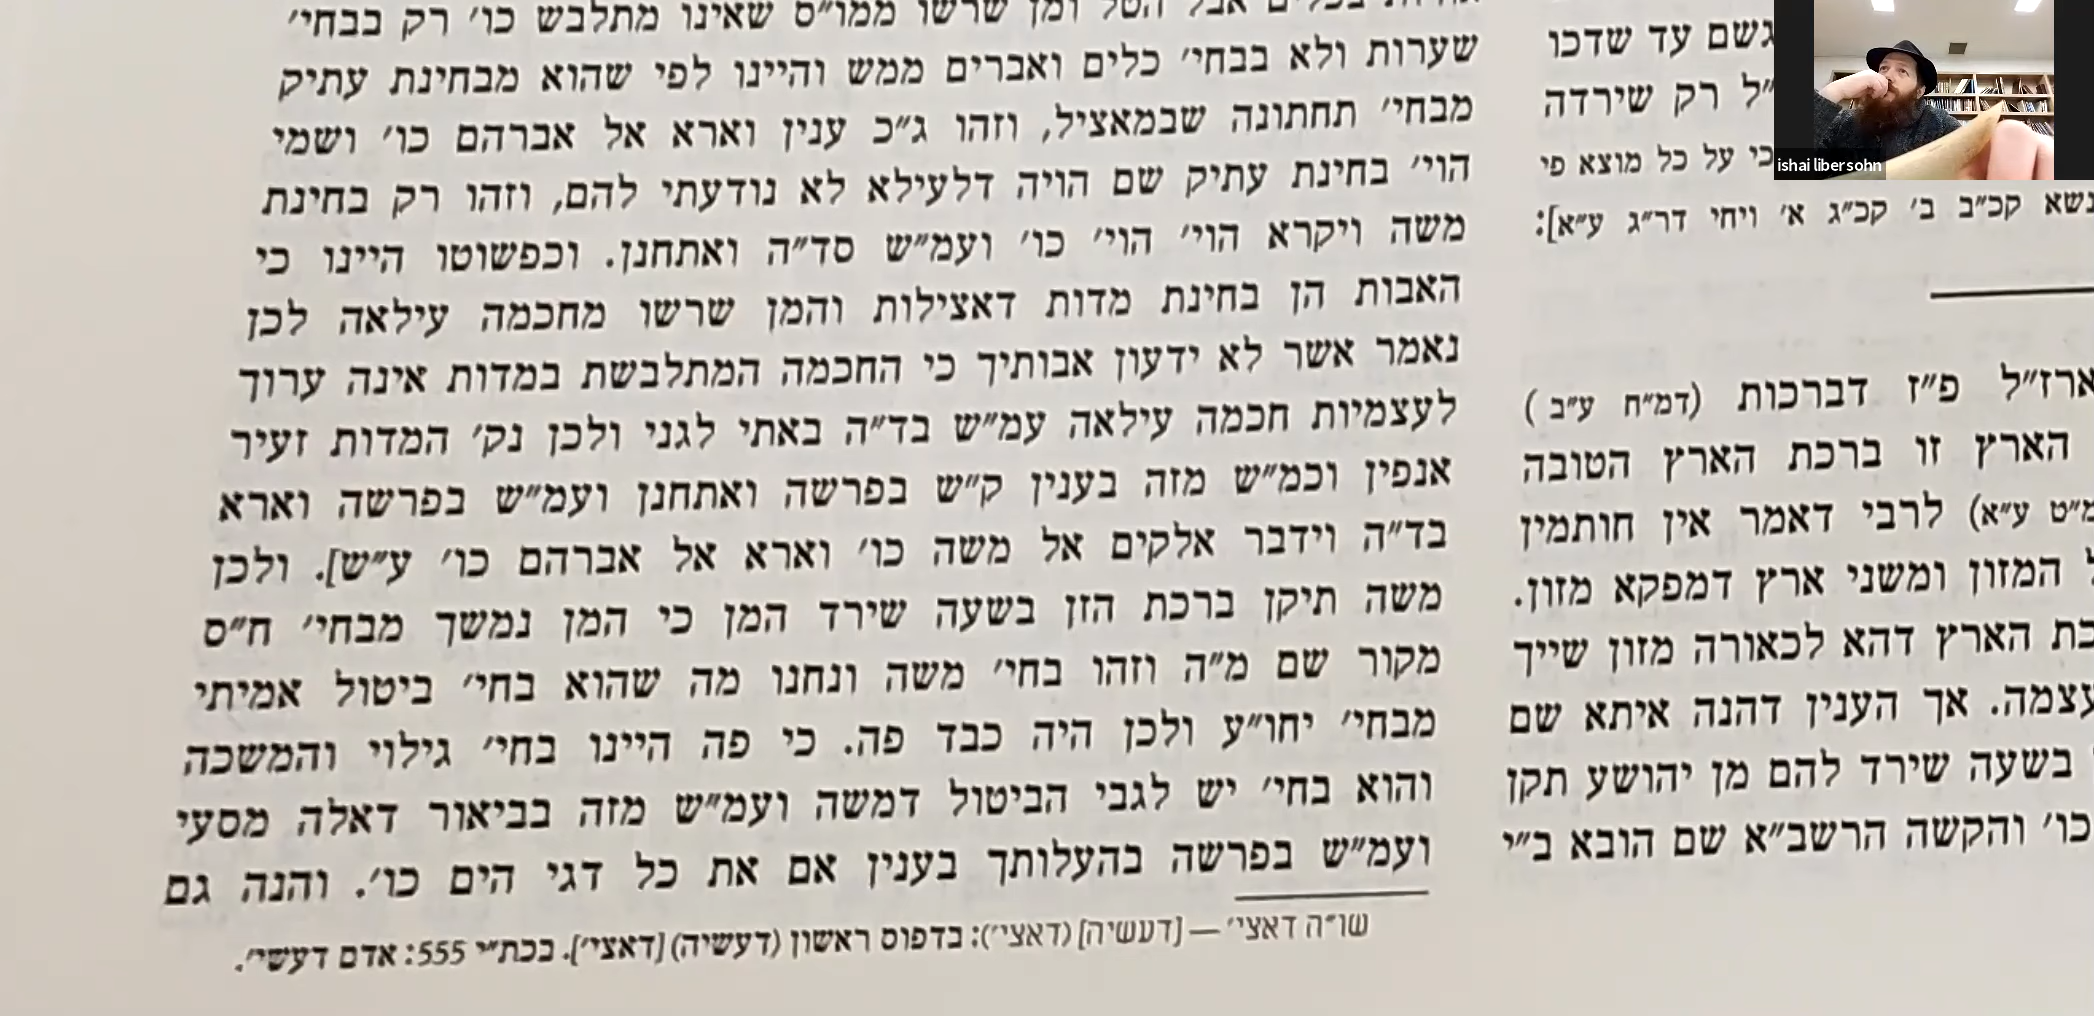 גשם עד שדכו
״ל רק שירדה
כי על כל מוצא פי
נשא קכ״ב ב׳ קכ״ג א׳ ויחי דר״ג ע״א]:
ארז״ל פ״ז דברכות (דמ״ח ע״ב)
הארץ זו ברכת הארץ הטובה
מ״ט ע״א) לרבי דאמר אין חותמין
המזון ומשני ארץ דמפקא מזון.
כת הארץ דהא לכאורה מזון שייך
עצמה. אך הענין דהנה איתא שם
בשעה שירד להם מן יהושע תקן
כו׳ והקשה הרשב״א שם הובא ב״י
אבל הטל ומן שרשו ממו״ס שאינו מתלבש כו׳ רק בבחי׳
שערות ולא בבחי׳ כלים ואברים ממש והיינו לפי שהוא מבחינת עתיק
מבחי׳ תחתונה שבמאציל, וזהו ג״כ ענין וארא אל אברהם כו׳ ושמי
הוי׳ בחינת עתיק שם הויה דלעילא לא נודעתי להם, וזהו רק בחינת
משה ויקרא הוי׳ הוי׳ כו׳ ועמ״ש סד״ה ואתחנן. וכפשוטו היינו כי
האבות הן בחינת מדות דאצילות והמן שרשו מחכמה עילאה לכן
נאמר אשר לא ידעון אבותיך כי החכמה המתלבשת במדות אינה ערוך
לעצמיות חכמה עילאה עמ״ש בד״ה באתי לגני ולכן נק׳ המדות זעיר
אנפין וכמ״ש מזה בענין ק״ש בפרשה ואתחנן ועמ״ש בפרשה וארא
בד״ה וידבר אלקים אל משה כו׳ וארא אל אברהם כו׳ ע״ש]. ולכן
משה תיקן ברכת הזן בשעה שירד המן כי המן נמשך מבחי׳ ח״ס
מקור שם מ״ה וזהו בחי׳ משה ונחנו מה שהוא בחי׳ ביטול אמיתי
מבחי׳ יחו״ע ולכן היה כבד פה. כי פה היינו בחי׳ גילוי והמשכה
והוא בחי׳ יש לגבי הביטול דמשה ועמ״ש מזה בביאור דאלה מסעי
ועמ״ש בפרשה בהעלותך בענין אם את כל דגי הים כו׳. והנה גם
שו״ה דאצי׳ — [דעשיה] (דאצי׳): בדפוס ראשון (דעשיה) [דאצי׳]. בכת״י 555: אדם דעשי׳.
ishai libersohn